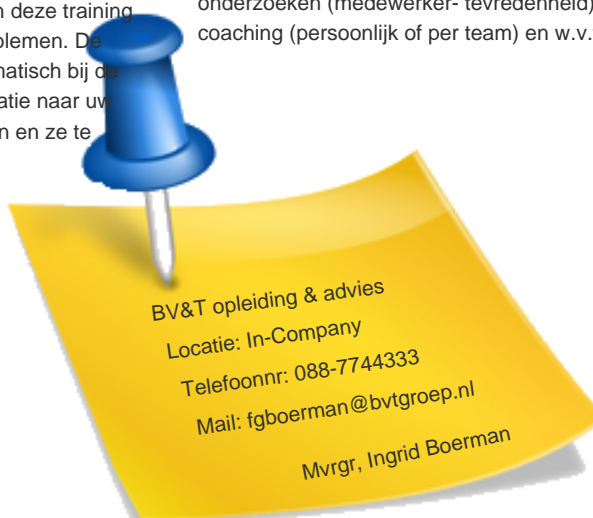 n deze training
blemen. De
matisch bij de
atie naar uw
n en ze te
onderzoeken (medewerker- tevredenheid)
coaching (persoonlijk of per team) en w.v.
BV&T opleiding & advies
Locatie: In-Company
Telefoonnr: 088-7744333
Mail: fgboerman@bvtgroep.nl
Mvrgr, Ingrid Boerman